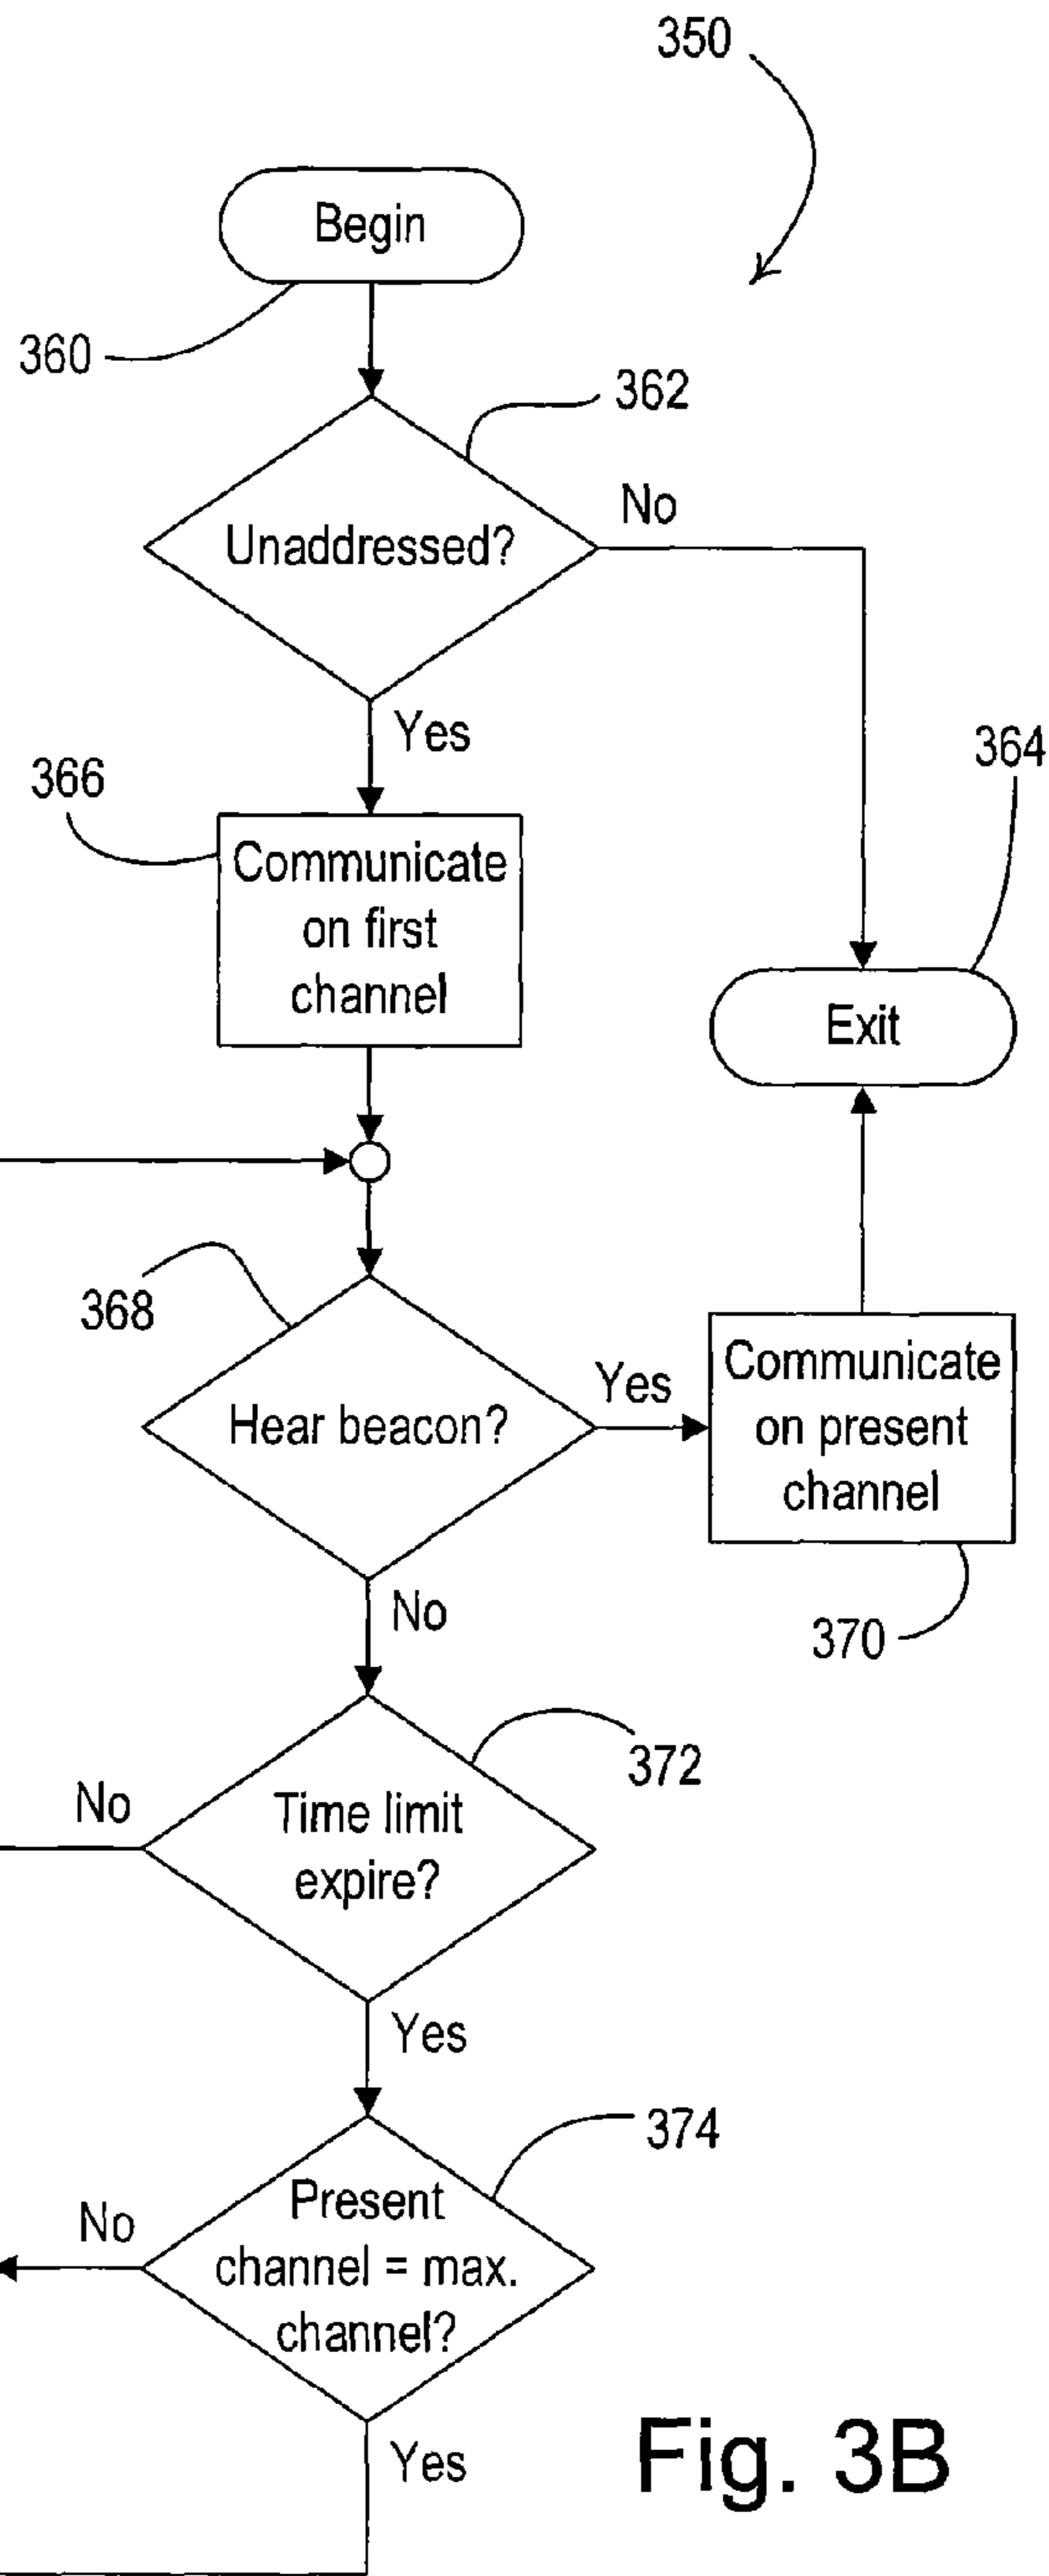 350
Begin
360
362
No
Unaddressed?
Yes
364
366
Communicate
on first
channel
Exit
368
Hear beacon?
Yes
Communicate
on present
channel
No
370
372
No
Time limit
expire?
Yes
374
No
Present
channel = max.
channel?
Yes
Fig. 3B